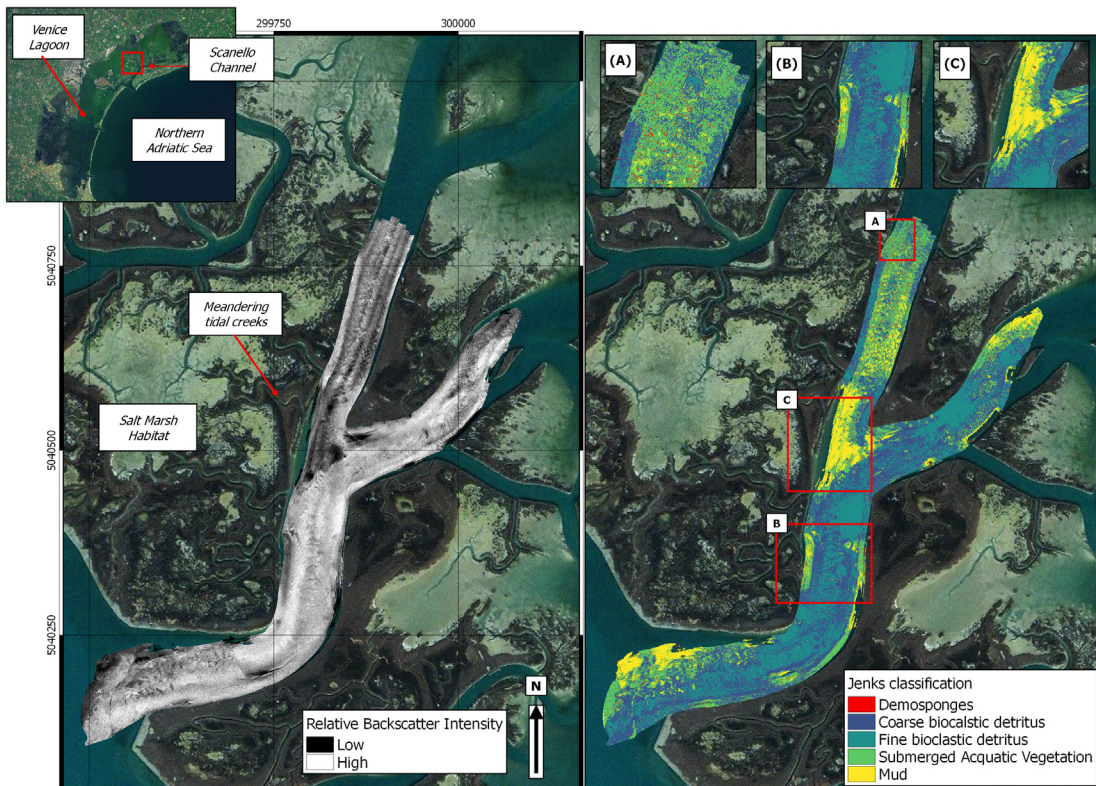 299750
300000
Venice
Lagoon
Scanello
Channel
Northern
Adriatic Sea
5040750
5040500
5040250
Meandering
tidal creeks
Salt Marsh
Habitat
N
Relative Backscatter Intensity
Low
High
(A)
(B)
(C)
A
C
B
Jenks classification
Demosponges
Coarse biocalstic detritus
Fine bioclastic detritus
Submerged Acquatic Vegetation
Mud